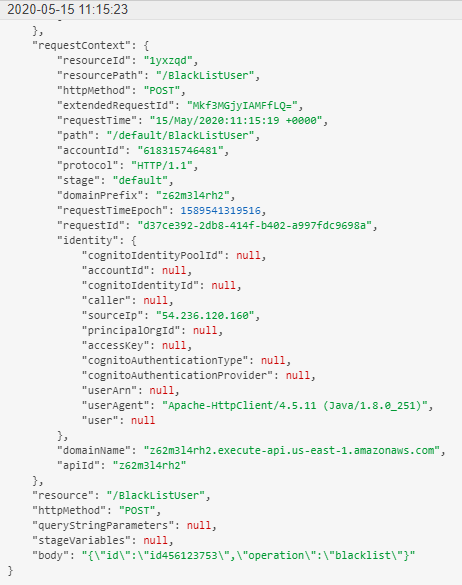 2020-05-15 11:15:23
},
"requestContext": {
"resourceId": "1yxzqd",
"resourcePath": "/BlackListUser",
"httpMethod": "POST",
"extendedRequestId": "Mkf3MGjyIAMFfLQ=",
"requestTime": "15/May/2020:11:15:19 +0000",
"path": "/default/BlackListUser",
"accountId": "618315746481",
"protocol": "HTTP/1.1",
"stage": "default",
"domainPrefix": "z62m3l4rh2",
"requestTimeEpoch": 1589541319516,
"requestId": "d37ce392-2db8-414f-b402-a997fdc9698a",
"identity": {
"cognitoIdentityPoolId": null,
"accountId": null,
"cognitoIdentityId": null,
"caller": null,
"sourceIp": "54.236.120.160",
"principalOrgId": null,
"accessKey": null,
"cognitoAuthenticationType": null,
"cognitoAuthenticationProvider": null,
"userArn": null,
"userAgent": "Apache-HttpClient/4.5.11 (Java/1.8.0_251)",
"user": null
},
"domainName": "z62m3l4rh2.execute-api.us-east-1.amazonaws.com",
"apiId": "z62m3l4rh2"
},
"resource": "/BlackListUser",
"httpMethod": "POST",
"queryStringParameters": null,
"stageVariables": null,
"body": "{\"id\":\"id456123753\",\"operation\":\"blacklist\"}"
}